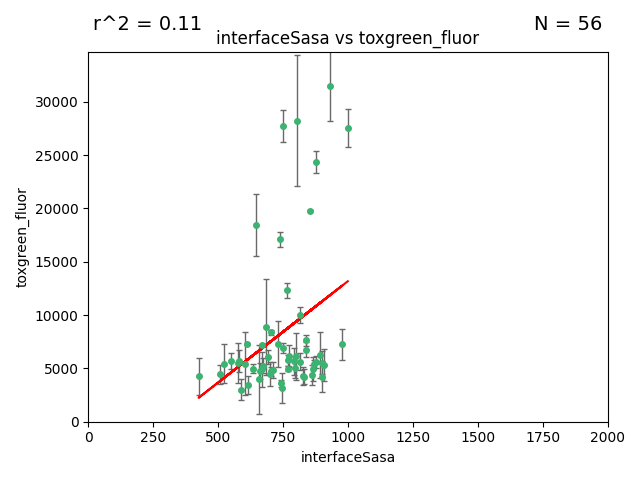 r^2 = 0.11
N = 56
interfaceSasa vs toxgreen_fluor
toxgreen_fluor
30000
25000
20000
15000
10000
5000
0
0 250 500 750 1000 1250 1500 1750 2000
interfaceSasa